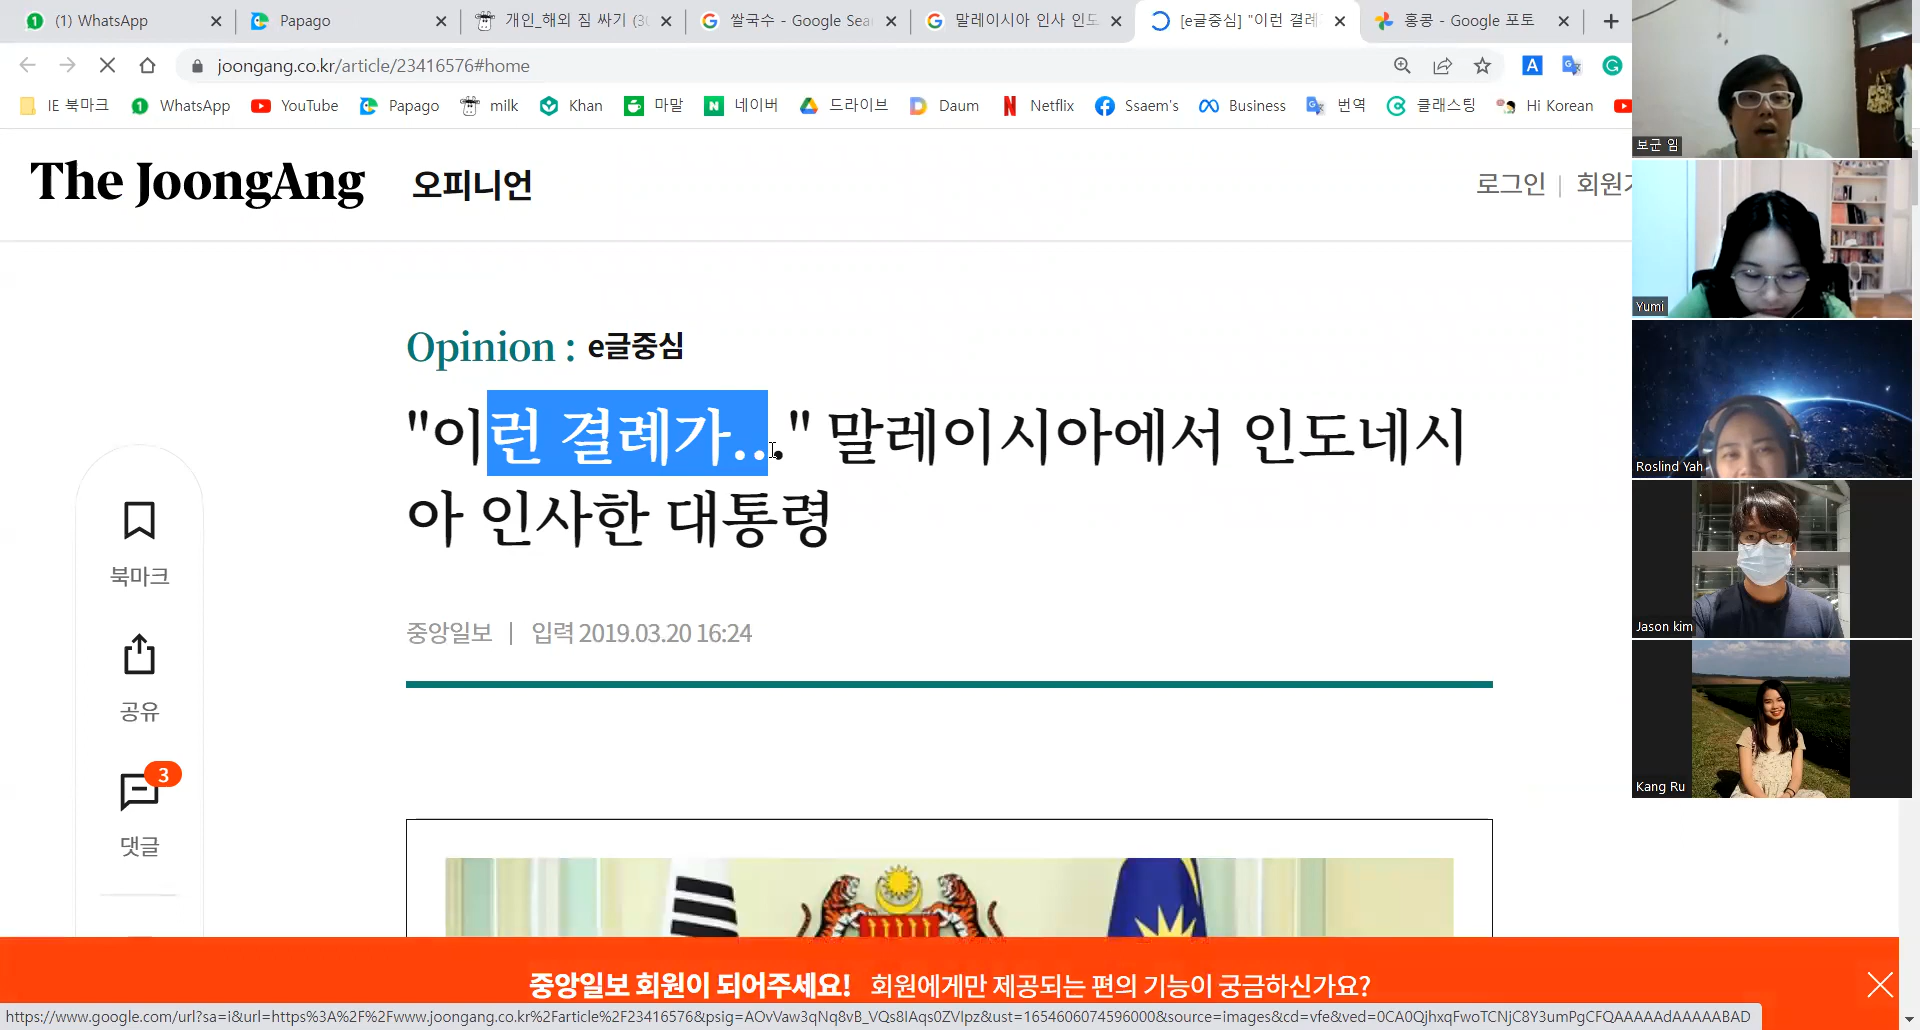 (1) WhatsApp
Papago
개인_해외 짐 싸기 (3
쌀국수 - Google Sea
말레이시아 인사 인도
[e글중심] "이런 결례
홍콩 - Google 포토
joongang.co.kr/article/23416576#home
IE 북마크 WhatsApp YouTube Papago milk Khan 마말 네이버 드라이브 Daum Netflix Ssaem's Business 번역 클래스팅 Hi Korean
The JoongAng 오피니언
로그인 | 회원가
Opinion : e글중심
"이런 결례가..." 말레이시아에서 인도네시
아 인사한 대통령
중앙일보 | 입력 2019.03.20 16:24
북마크
공유
3
댓글
중앙일보 회원이 되어주세요! 회원에게만 제공되는 편의 기능이 궁금하신가요?
https://www.google.com/url?sa=i&url=https%3A%2F%2Fwww.joongang.co.kr%2Farticle%2F23416576&psig=AOvVaw3qNq8vB_VQs8IAqs0ZVIpz&ust=1654606074596000&source=images&cd=vfe&ved=0CA0QjhxqFwoTCNjC8Y3umPgCFQAAAAAdAAAAABAD
보군 임
Yumi
Roslind Yah
Jason kim
Kang Ru